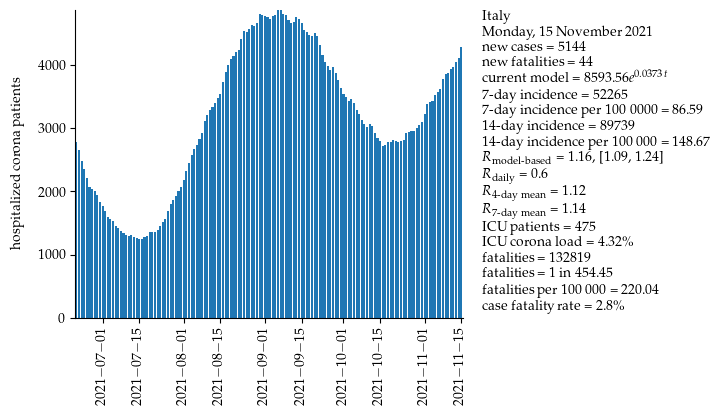 hospitalized corona patients
4000
3000
2000
1000
0
2021−07−01
2021−07−15
2021−08−01
2021−08−15
2021−09−01
2021−09−15
2021−10−01
2021−10−15
2021−11−01
2021−11−15
Italy
Monday, 15 November 2021
new cases = 5144
new fatalities = 44
current model = 8593.56e^0.0373 t
7-day incidence = 52265
7-day incidence per 100 0000 = 86.59
14-day incidence = 89739
14-day incidence per 100 000 = 148.67
R_model-based = 1.16, [1.09, 1.24]
R_daily = 0.6
R_4-day mean = 1.12
R_7-day mean = 1.14
ICU patients = 475
ICU corona load = 4.32%
fatalities = 132819
fatalities = 1 in 454.45
fatalities per 100 000 = 220.04
case fatality rate = 2.8%